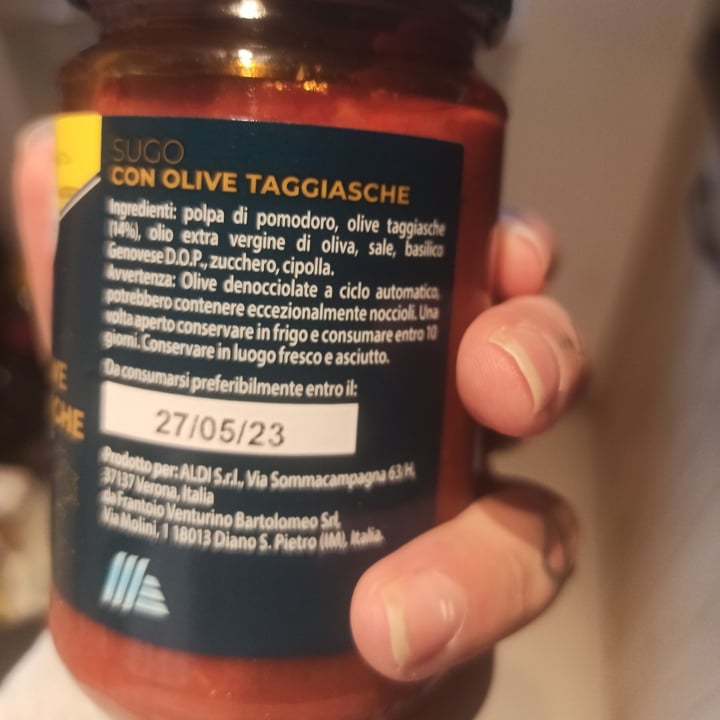 SUGO
CON OLIVE TAGGIASCHE
Ingredienti: polpa di pomodoro, olive taggiasche
(14%), olio extra vergine di oliva, sale, basilico
Genovese D.O.P., zucchero, cipolla.
Avvertenza: Olive denocciolate a ciclo automatico,
potrebbero contenere eccezionalmente noccioli. Una
volta aperto conservare in frigo e consumare entro 10
giorni. Conservare in luogo fresco e asciutto.
Da consumarsi preferibilmente entro il:
27/05/23
Prodotto per: ALDI S.r.l., Via Sommacampagna 63 H,
37137 Verona, Italia
da Frantoio Venturino Bartolomeo Srl,
Via Molini, 1 18013 Diano S. Pietro (IM), Italia.